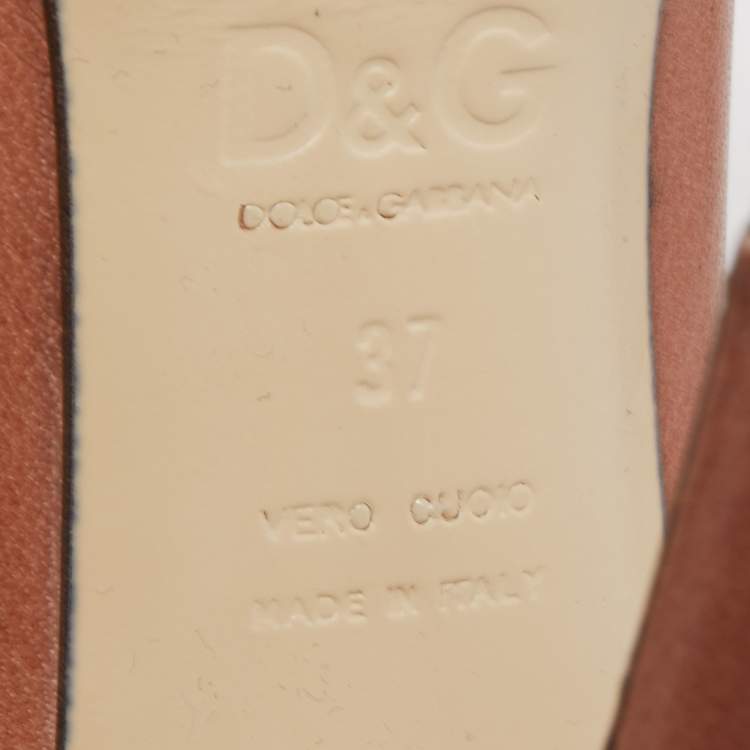 D&G
DOLCE & GABBANA
37
VERO CUOIO
MADE IN ITALY